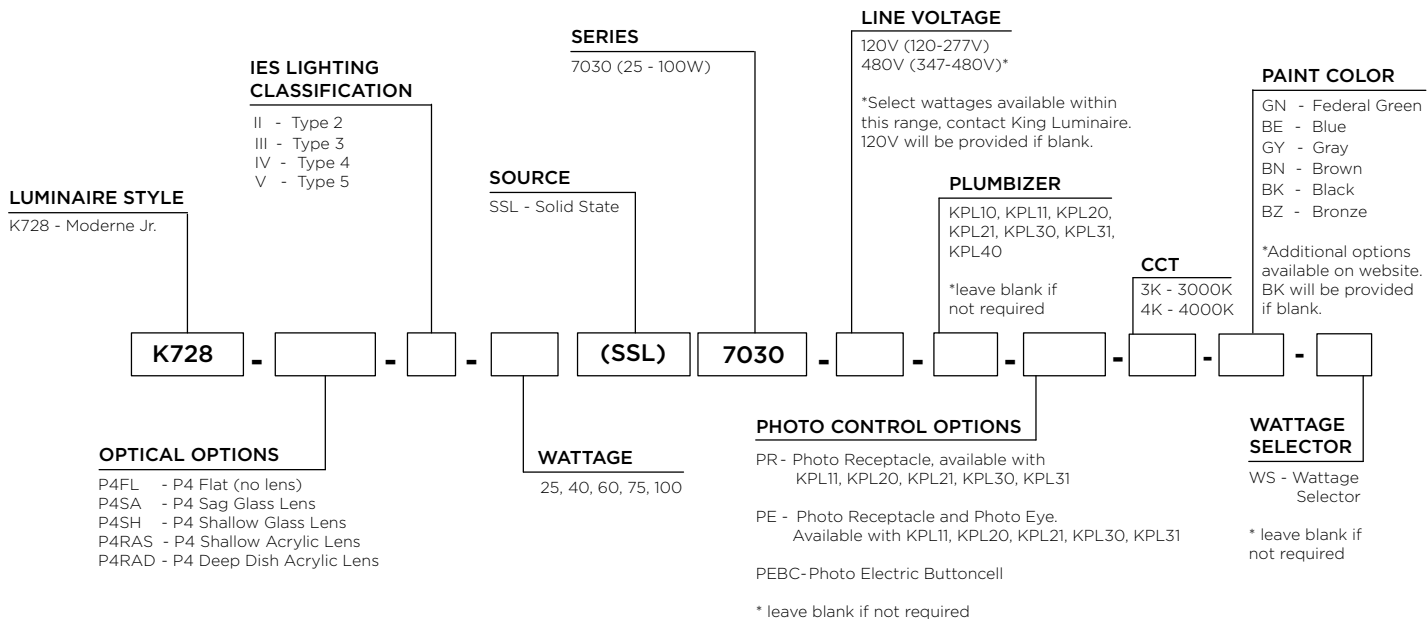 LUMINAIRE STYLE
K728 - Moderne Jr.
IES LIGHTING
CLASSIFICATION
II - Type 2
III - Type 3
IV - Type 4
V - Type 5
SOURCE
SSL - Solid State
SERIES
7030 (25 - 100W)
LINE VOLTAGE
120V (120-277V)
480V (347-480V)*
*Select wattages available within
this range, contact King Luminaire.
120V will be provided if blank.
PLUMBIZER
KPL10, KPL11, KPL20,
KPL21, KPL30, KPL31,
KPL40
*leave blank if
not required
CCT
3K - 3000K
4K - 4000K
PAINT COLOR
GN - Federal Green
BE - Blue
GY - Gray
BN - Brown
BK - Black
BZ - Bronze
*Additional options
available on website.
BK will be provided
if blank.
K728 - - - (SSL) 7030 - - - - -
OPTICAL OPTIONS
P4FL - P4 Flat (no lens)
P4SA - P4 Sag Glass Lens
P4SH - P4 Shallow Glass Lens
P4RAS - P4 Shallow Acrylic Lens
P4RAD - P4 Deep Dish Acrylic Lens
WATTAGE
25, 40, 60, 75, 100
PHOTO CONTROL OPTIONS
PR - Photo Receptacle, available with
KPL11, KPL20, KPL21, KPL30, KPL31
PE - Photo Receptacle and Photo Eye.
Available with KPL11, KPL20, KPL21, KPL30, KPL31
PEBC- Photo Electric Buttoncell
* leave blank if not required
WATTAGE
SELECTOR
WS - Wattage
Selector
* leave blank if
not required